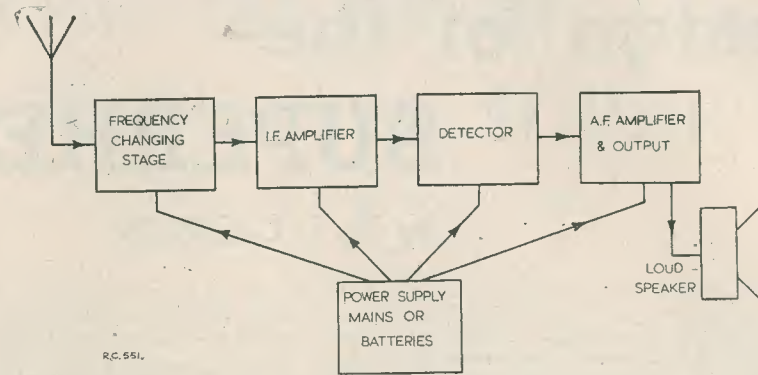 FREQUENCY
CHANGING
STAGE
I.F. AMPLIFIER
DETECTOR
A.F. AMPLIFIER
& OUTPUT
LOUD -
SPEAKER
POWER SUPPLY
MAINS OR
BATTERIES
R.C. 551.